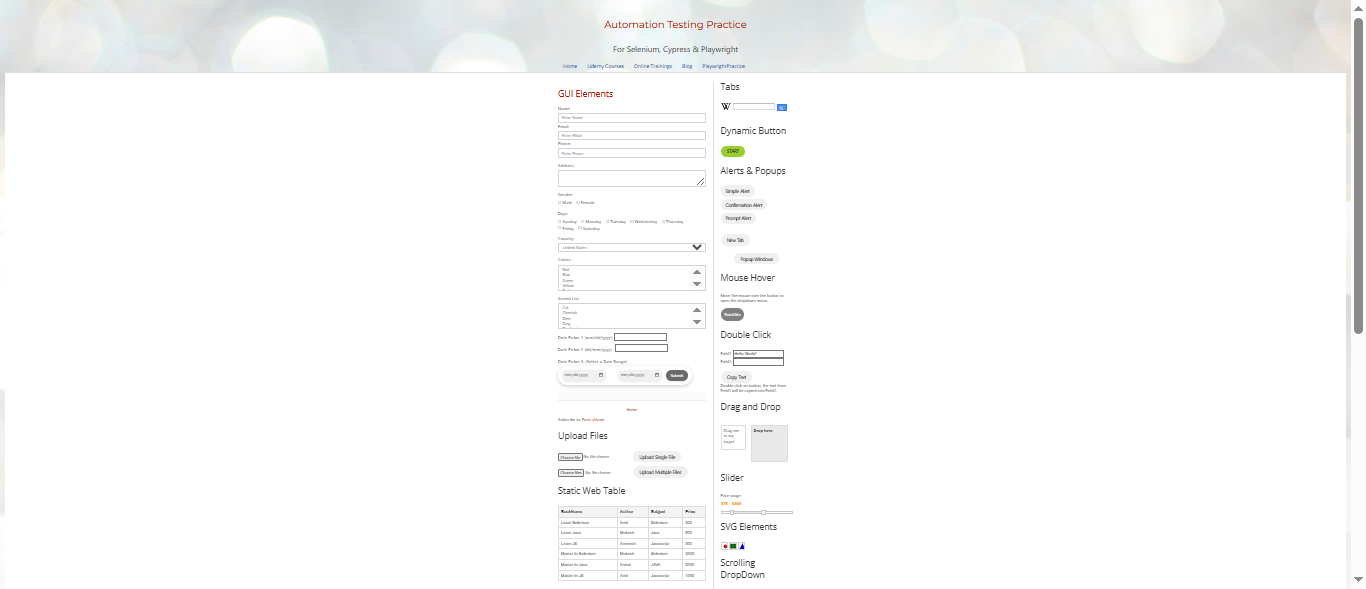 Automation Testing Practice
For Selenium, Cypress & Playwright
Home Udemy Courses Online Trainings Blog PlaywrightPractice
GUI Elements
Name:
Enter Name
Email:
Enter EMail
Phone:
Enter Phone
Address:
Gender:
Male Female
Days:
Sunday Monday Tuesday Wednesday Thursday
Friday Saturday
Country:
United States
Colors:
Red
Blue
Green
Yellow
Sorted List:
Cat
Cheetah
Deer
Dog
Date Picker 1 (mm/dd/yyyy):
Date Picker 2 (dd/mm/yyyy):
Date Picker 3: (Select a Date Range)
mm/dd/yyyy mm/dd/yyyy Submit
Home
Subscribe to: Posts (Atom)
Upload Files
Choose File No file chosen Upload Single File
Choose Files No file chosen Upload Multiple Files
Static Web Table
BookName Author Subject Price
Learn Selenium Amit Selenium 300
Learn Java Mukesh Java 500
Learn JS Animesh Javascript 300
Master In Selenium Mukesh Selenium 3000
Master In Java Amod JAVA 2000
Master In JS Amit Javascript 1000
Tabs
Dynamic Button
START
Alerts & Popups
Simple Alert
Confirmation Alert
Prompt Alert
New Tab
Popup Windows
Mouse Hover
Move the mouse over the button to
open the dropdown menu.
Point Me
Double Click
Field1: Hello World!
Field2:
Copy Text
Double click on button, the text from
Field1 will be copied into Field2.
Drag and Drop
Drag me
to my
target
Drop here
Slider
Price range:
$75 - $300
SVG Elements
Scrolling
DropDown